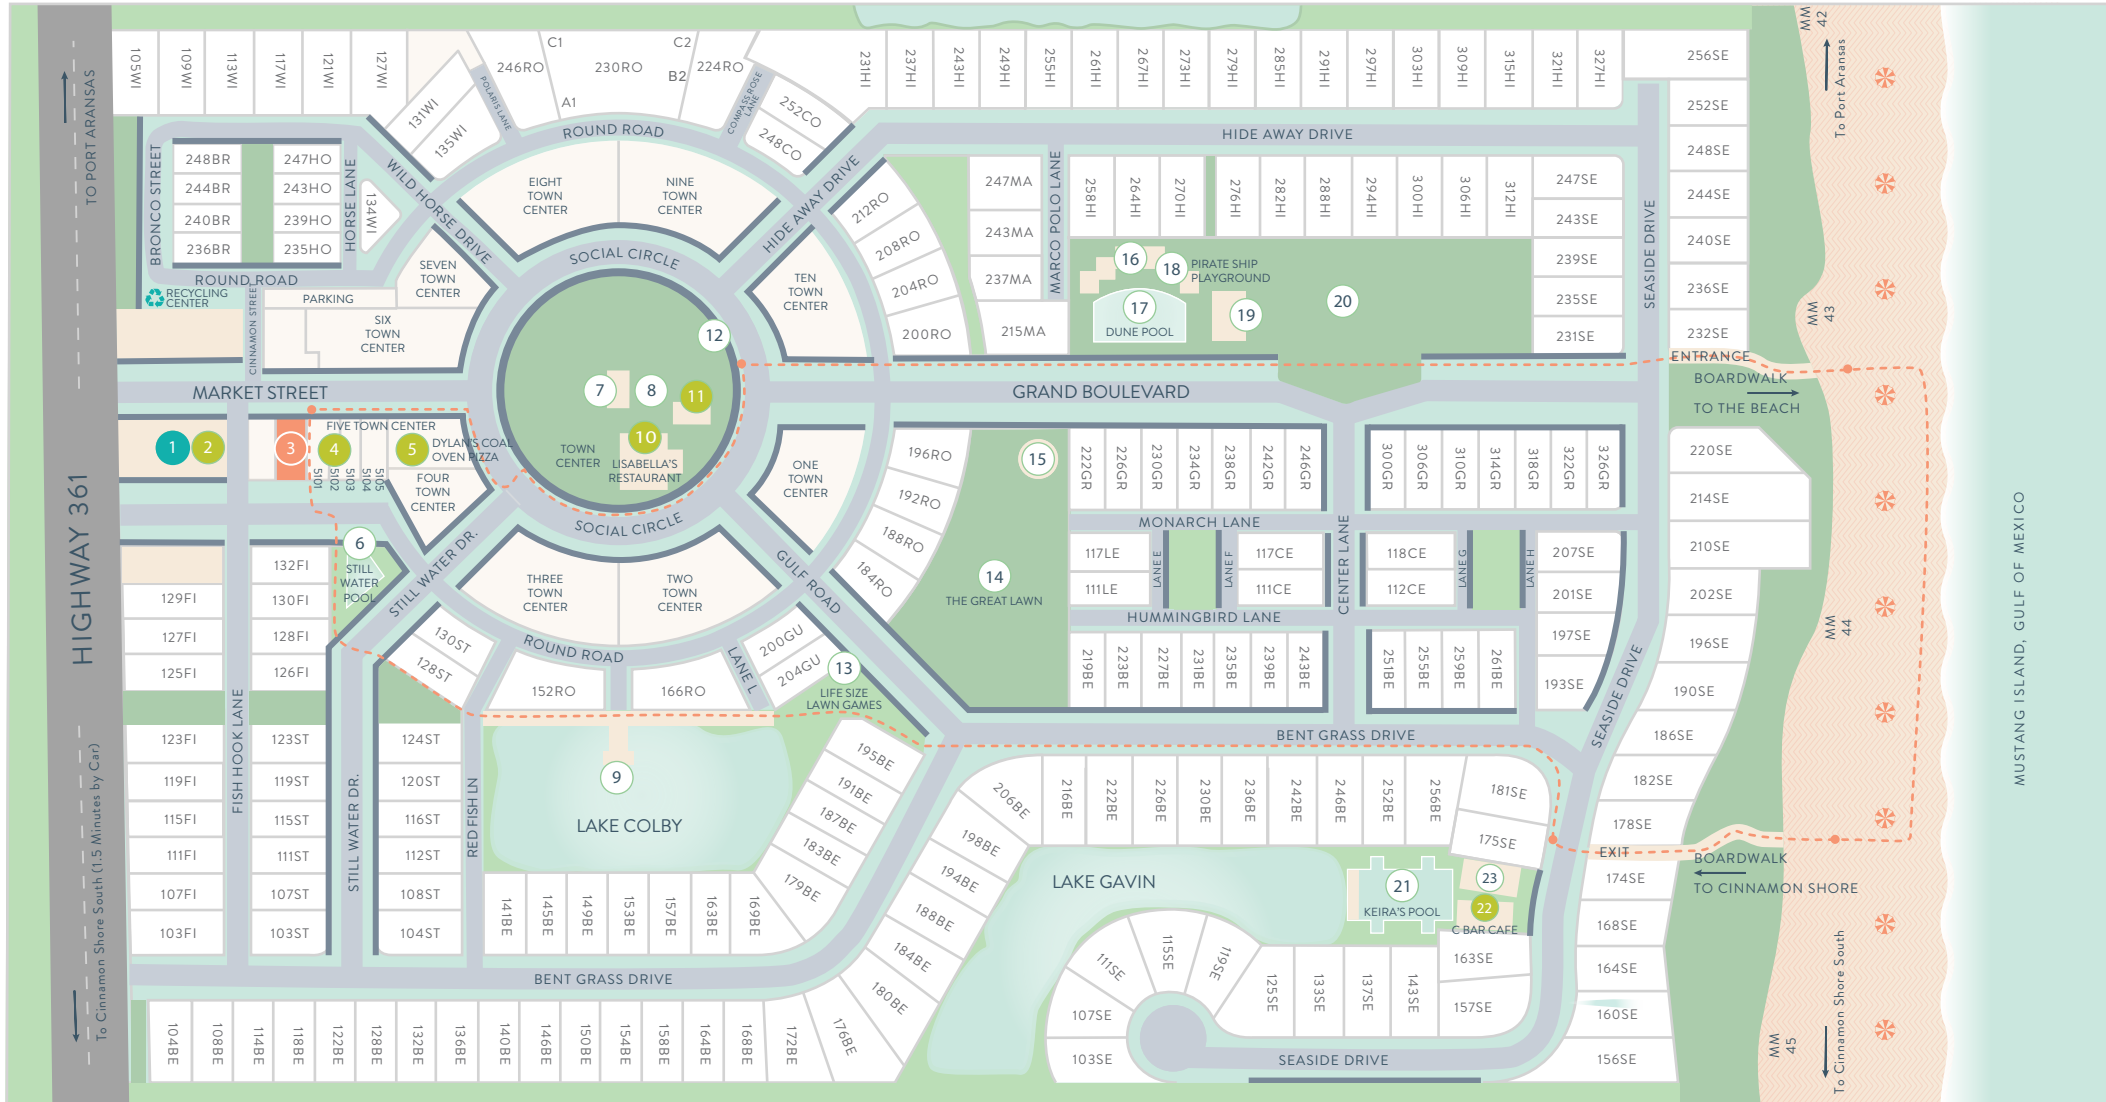 MM 42
To Port Aransas
TO PORT ARANSAS
105WI
109WI
113WI
117WI
121WI
127WI
131WI
135WI
POLARIS LANE
246RO
C1
A1
230RO
C2
B2
224RO
COMPASS ROSE LANE
252CO
248CO
231HI
237HI
243HI
249HI
255HI
261HI
267HI
273HI
279HI
285HI
291HI
297HI
303HI
309HI
315HI
321HI
327HI
256SE
252SE
248SE
244SE
240SE
236SE
232SE
ROUND ROAD
HIDE AWAY DRIVE
BRONCO STREET
248BR
244BR
240BR
236BR
247HO
243HO
239HO
235HO
HORSE LANE
134WI
WILD HORSE DRIVE
ROUND ROAD
RECYCLING
CENTER
CINNAMON STREET
PARKING
SIX
TOWN
CENTER
SEVEN
TOWN
CENTER
EIGHT
TOWN
CENTER
NINE
TOWN
CENTER
HIDE AWAY DRIVE
TEN
TOWN
CENTER
SOCIAL CIRCLE
212RO
208RO
204RO
200RO
247MA
243MA
237MA
215MA
MARCO POLO LANE
258HI
264HI
270HI
276HI
282HI
288HI
294HI
300HI
306HI
312HI
247SE
243SE
239SE
235SE
231SE
SEASIDE DRIVE
16
18
PIRATE SHIP
PLAYGROUND
17
DUNE POOL
19
20
MM 43
12
7
8
11
10
TOWN
CENTER
LISABELLA'S
RESTAURANT
MARKET STREET
GRAND BOULEVARD
ENTRANCE
BOARDWALK
TO THE BEACH
1
2
3
4
5
FIVE TOWN CENTER
DYLAN'S COAL
OVEN PIZZA
5101
5102
5103
5104
5105
FOUR
TOWN
CENTER
HIGHWAY 361
6
STILL
WATER
POOL
STILL WATER DR.
SOCIAL CIRCLE
ONE
TOWN
CENTER
THREE
TOWN
CENTER
TWO
TOWN
CENTER
GULF ROAD
ROUND ROAD
196RO
192RO
188RO
184RO
15
14
THE GREAT LAWN
222GR
226GR
230GR
234GR
238GR
242GR
246GR
300GR
306GR
310GR
314GR
318GR
322GR
326GR
220SE
214SE
210SE
202SE
196SE
190SE
186SE
182SE
178SE
174SE
168SE
164SE
160SE
156SE
MONARCH LANE
117LE
111LE
LANE E
LANE F
117CE
111CE
CENTER LANE
118CE
112CE
LANE G
LANE H
207SE
201SE
197SE
193SE
HUMMINGBIRD LANE
219BE
223BE
227BE
231BE
235BE
239BE
243BE
251BE
255BE
259BE
261BE
SEASIDE DRIVE
MM 44
MUSTANG ISLAND, GULF OF MEXICO
129FI
127FI
125FI
132FI
130FI
128FI
126FI
FISH HOOK LANE
123FI
119FI
115FI
111FI
107FI
103FI
123ST
119ST
115ST
111ST
107ST
103ST
STILL WATER DR.
124ST
120ST
116ST
112ST
108ST
104ST
RED FISH LN
130ST
128ST
152RO
166RO
LANE L
200GU
204GU
13
LIFE SIZE
LAWN GAMES
9
LAKE COLBY
BENT GRASS DRIVE
195BE
191BE
187BE
183BE
179BE
141BE
145BE
149BE
153BE
157BE
163BE
169BE
206BE
198BE
194BE
188BE
184BE
180BE
176BE
216BE
222BE
226BE
230BE
236BE
242BE
246BE
252BE
256BE
181SE
175SE
EXIT
BOARDWALK
TO CINNAMON SHORE
LAKE GAVIN
21
KEIRA'S POOL
23
22
C BAR CAFE
163SE
157SE
111SE
115SE
119SE
125SE
133SE
137SE
143SE
107SE
103SE
SEASIDE DRIVE
BENT GRASS DRIVE
104BE
108BE
114BE
118BE
122BE
128BE
132BE
136BE
140BE
146BE
150BE
154BE
158BE
164BE
168BE
172BE
To Cinnamon Shore South (1.5 Minutes by Car)
MM 45
To Cinnamon Shore South